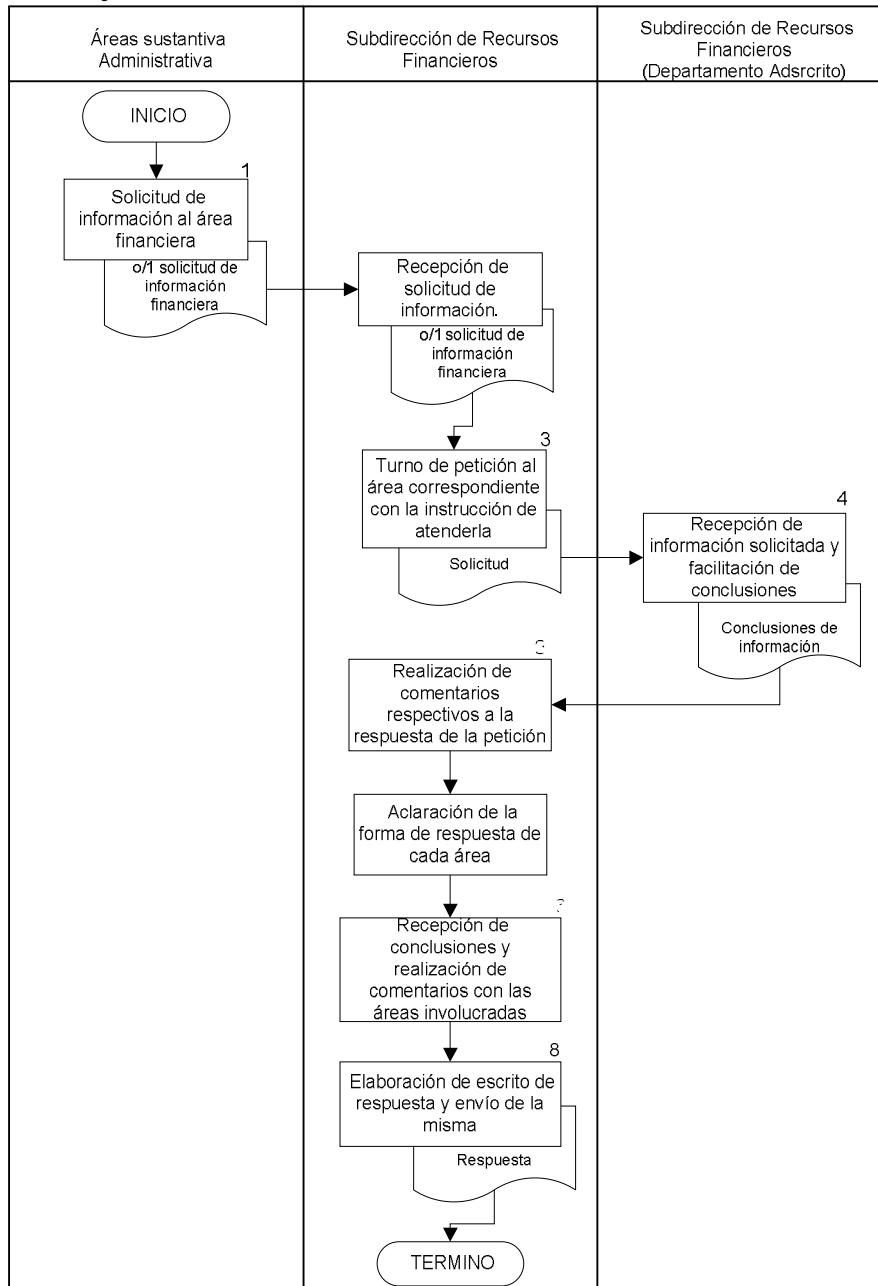 Áreas sustantiva
Administrativa
Subdirección de Recursos
Financieros
Subdirección de Recursos
Financieros
(Departamento Adsrcrito)
INICIO
1
Solicitud de
información al área
financiera
o/1 solicitud de
información
financiera
Recepción de
solicitud de
información.
o/1 solicitud de
información
financiera
3
Turno de petición al
área correspondiente
con la instrucción de
atenderla
Solicitud
4
Recepción de
información solicitada y
facilitación de
conclusiones
Conclusiones de
información
Realización de
comentarios
respectivos a la
respuesta de la petición
Aclaración de la
forma de respuesta de
cada área
Recepción de
conclusiones y
realización de
comentarios con las
áreas involucradas
8
Elaboración de escrito de
respuesta y envío de la
misma
Respuesta
TERMINO